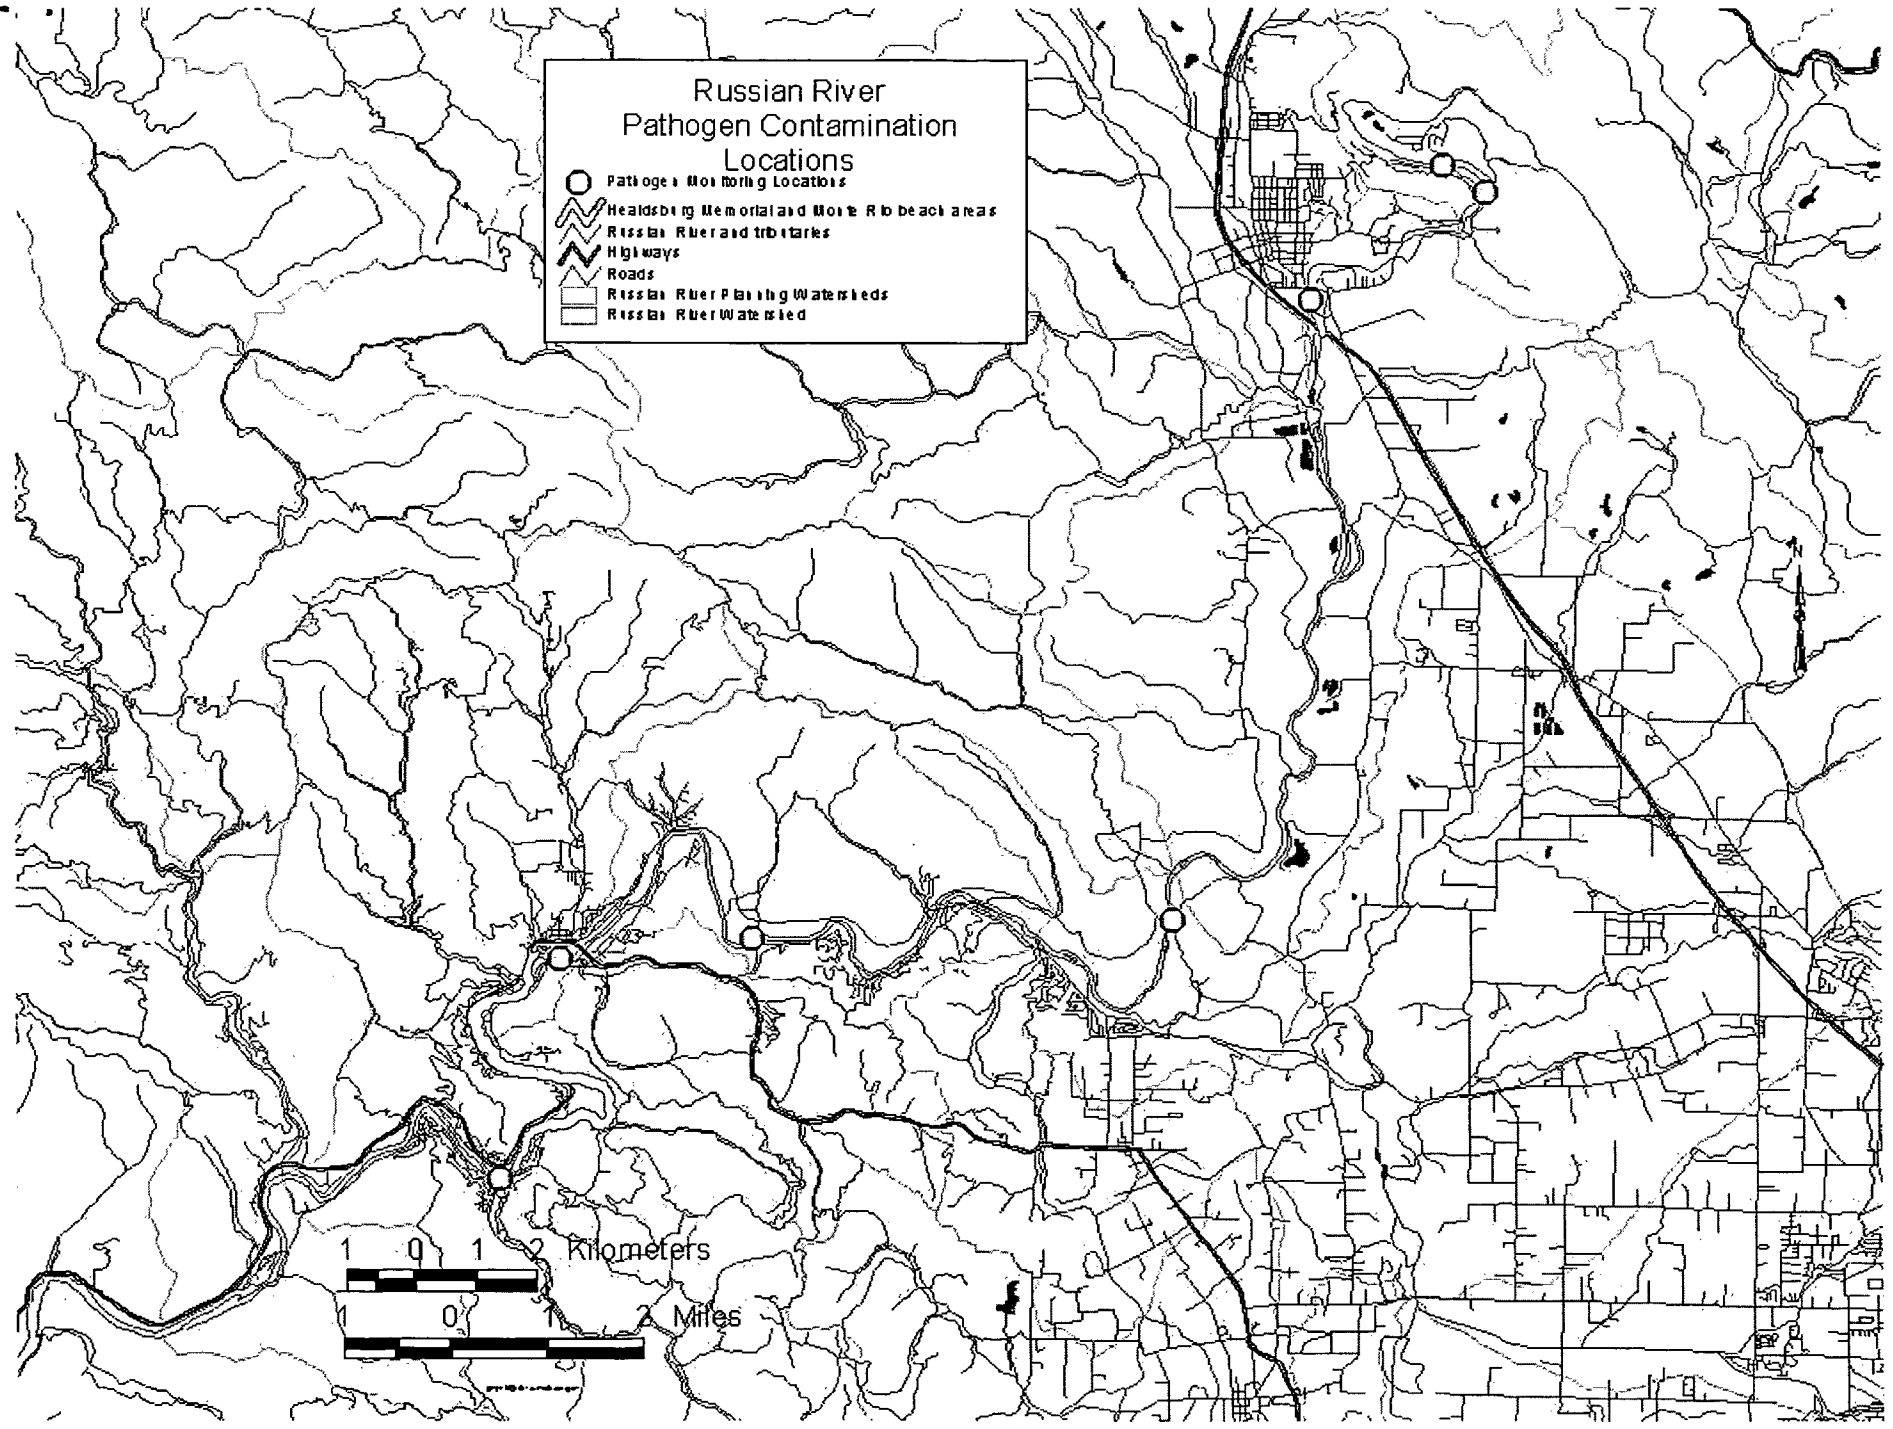 Russian River
Pathogen Contamination
Locations
Pathogen Monitoring Locations
Healdsburg Memorial and Monte Rio beach areas
Russian River and tributaries
Highways
Roads
Russian River Planning Watersheds
Russian River Watershed
N
1 0 1 2 Kilometers
1 0 1 2 Miles